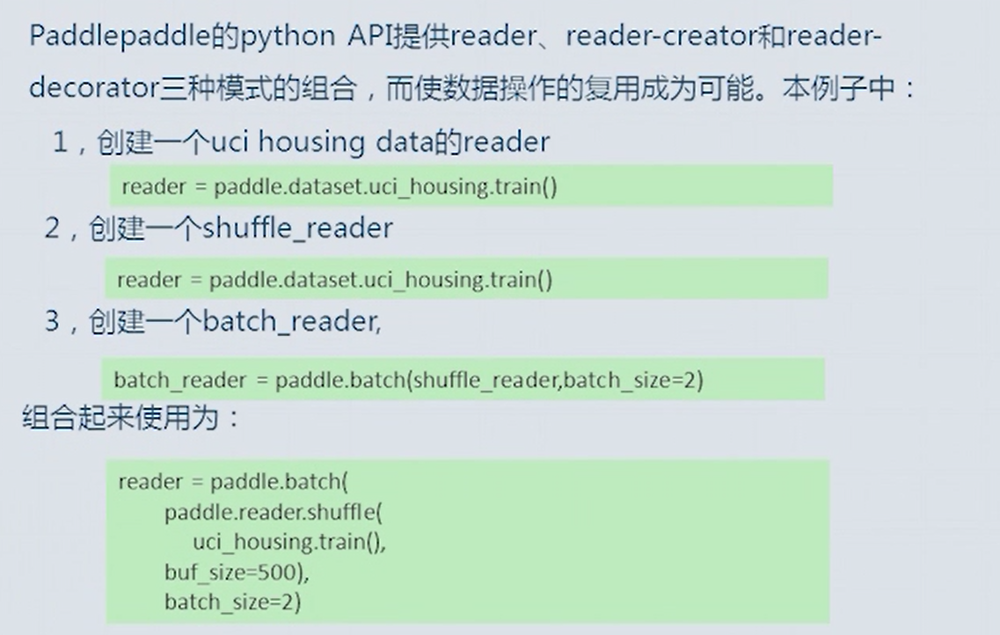 Paddlepaddle的python API提供reader、reader-creator和reader-
decorator三种模式的组合，而使数据操作的复用成为可能。本例子中：
1，创建一个uci housing data的reader
reader = paddle.dataset.uci_housing.train()
2，创建一个shuffle_reader
reader = paddle.dataset.uci_housing.train()
3，创建一个batch_reader,
batch_reader = paddle.batch(shuffle_reader,batch_size=2)
组合起来使用为：
reader = paddle.batch(
paddle.reader.shuffle(
uci_housing.train(),
buf_size=500),
batch_size=2)